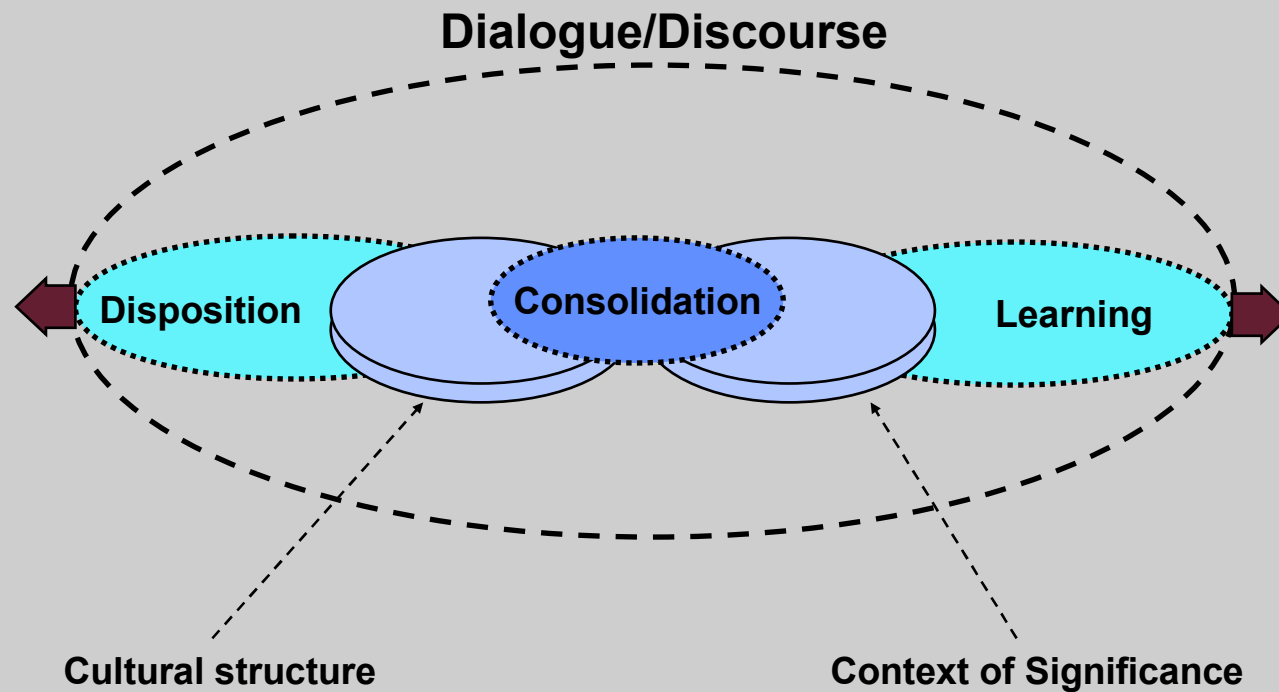 Dialogue/Discourse
Disposition
Consolidation
Learning
Cultural structure
Context of Significance